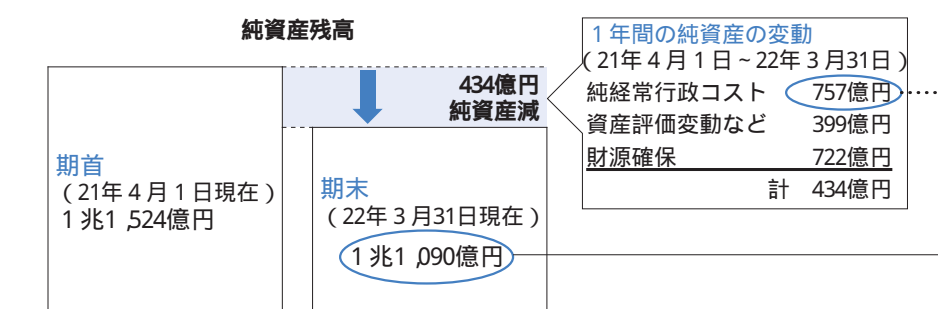 純資産残高
434億円
純資産減
期首
（21年４月１日現在）
１兆1,524億円
期末
（22年３月31日現在）
１兆1,090億円
１年間の純資産の変動
（21年４月１日~22年３月31日）
純経常行政コスト 757億円……
資産評価変動など 399億円
財源確保 722億円
計 434億円